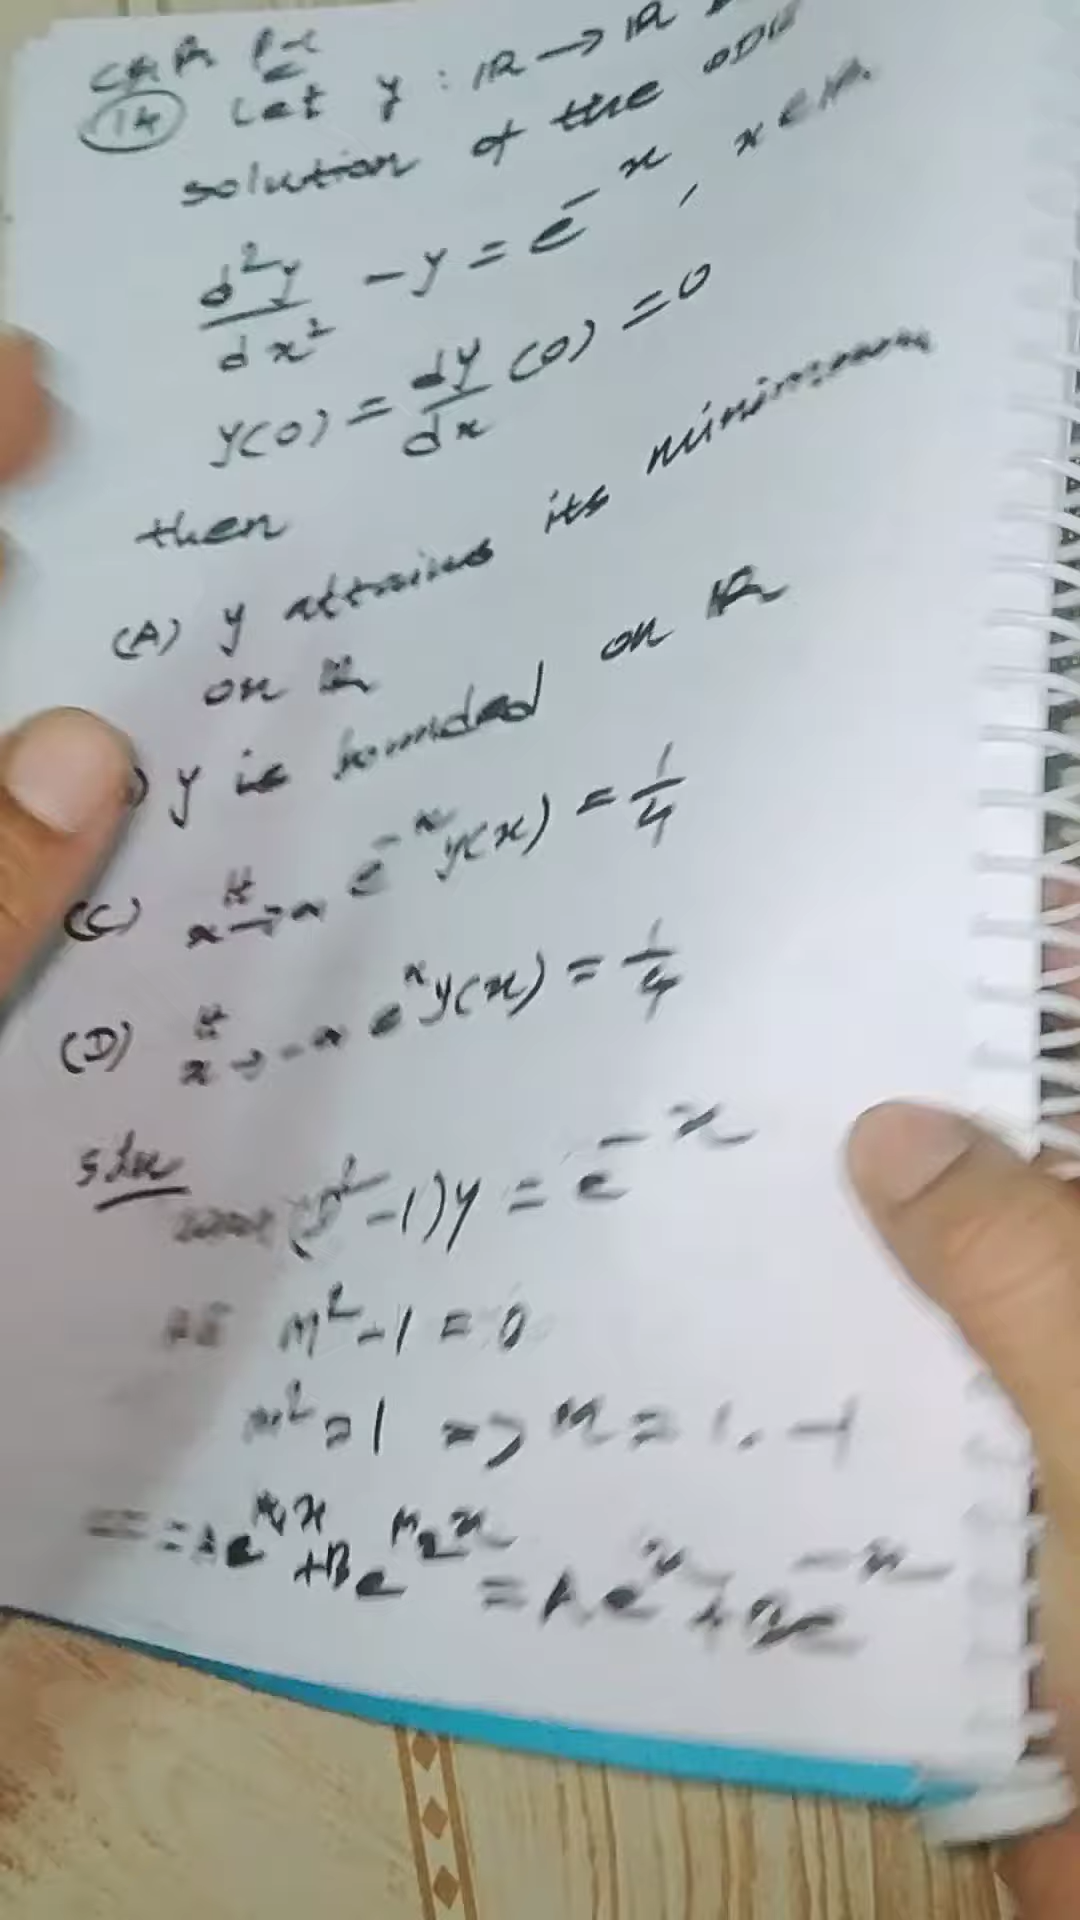 (14) Let y : ℝ → ℝ
solution of the ODE
d²y/dx² - y = e^-x, x ∈ ℝ.
y(0) = dy/dx (0) = 0
then
(A) y attains its minimum
on ℝ
) y is bounded on ℝ
(C) lt x→∞ e^-x y(x) = 1/4
(D) lt x→-∞ e^x y(x) = 1/4
Soln
(D²-1)y = e^-x
AE m²-1 = 0
m² = 1 => m = 1, -1
= Ae^m₁x + Be^m₂x = Ae^x + Be^-x